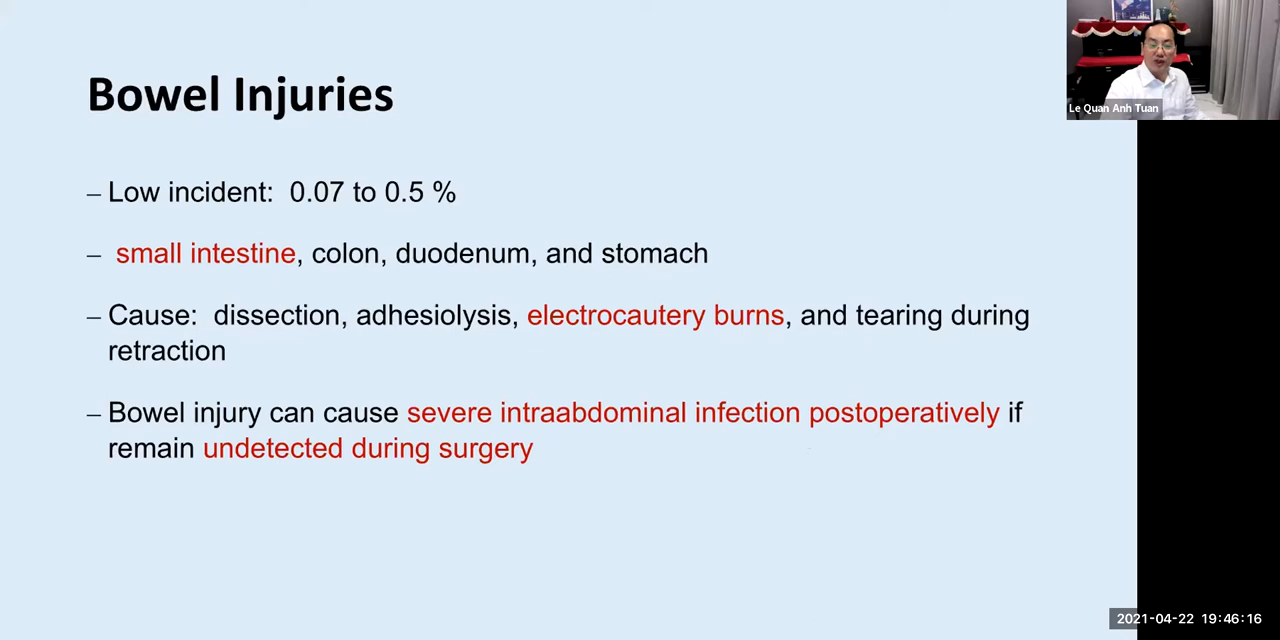 Bowel Injuries
– Low incident: 0.07 to 0.5 %
– small intestine, colon, duodenum, and stomach
– Cause: dissection, adhesiolysis, electrocautery burns, and tearing during
retraction
– Bowel injury can cause severe intraabdominal infection postoperatively if
remain undetected during surgery
Le Quan Anh Tuan
2021-04-22 19:46:16